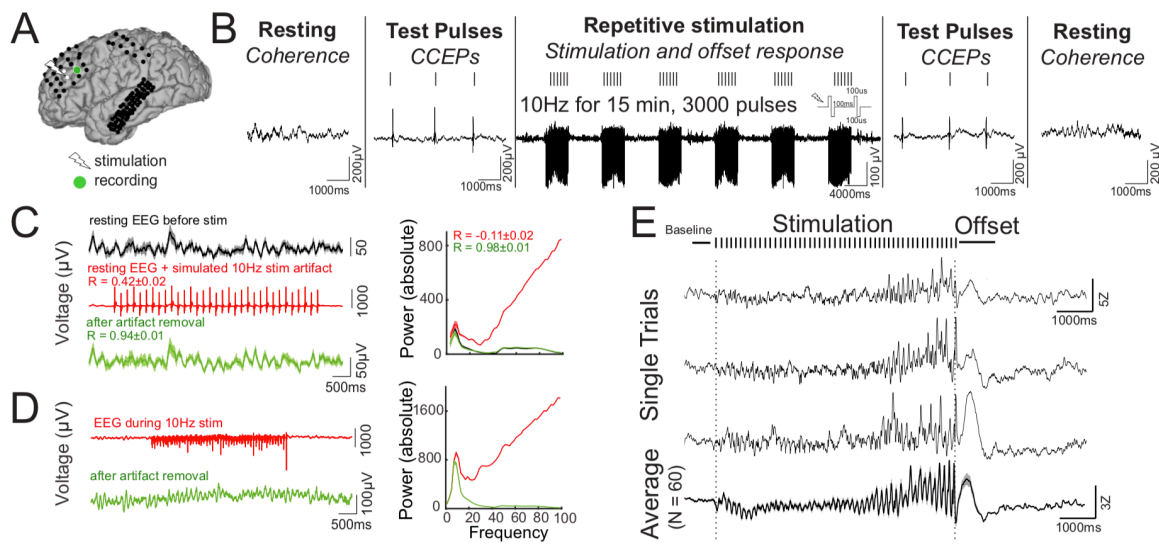 A
stimulation
recording
B
Resting
Coherence
1000ms
200µV
Test Pulses
CCEPs
1000ms
200µV
Repetitive stimulation
Stimulation and offset response
10Hz for 15 min, 3000 pulses
100us
100ms
100us
4000ms
100 µV
Test Pulses
CCEPs
1000ms
200 µV
Resting
Coherence
1000ms
200 µV
C
Voltage (µV)
resting EEG before stim
50
resting EEG + simulated 10Hz stim artifact
R = 0.42±0.02
1000
after artifact removal
R = 0.94±0.01
50µV
500ms
Power (absolute)
R = -0.11±0.02
R = 0.98±0.01
800
400
0
D
Voltage (µV)
EEG during 10Hz stim
1000
after artifact removal
100µV
500ms
Power (absolute)
1600
800
0
0 20 40 60 80 100
Frequency
E
Baseline
Stimulation
Offset
Single Trials
5Z
1000ms
Average
(N = 60)
3Z
1000ms